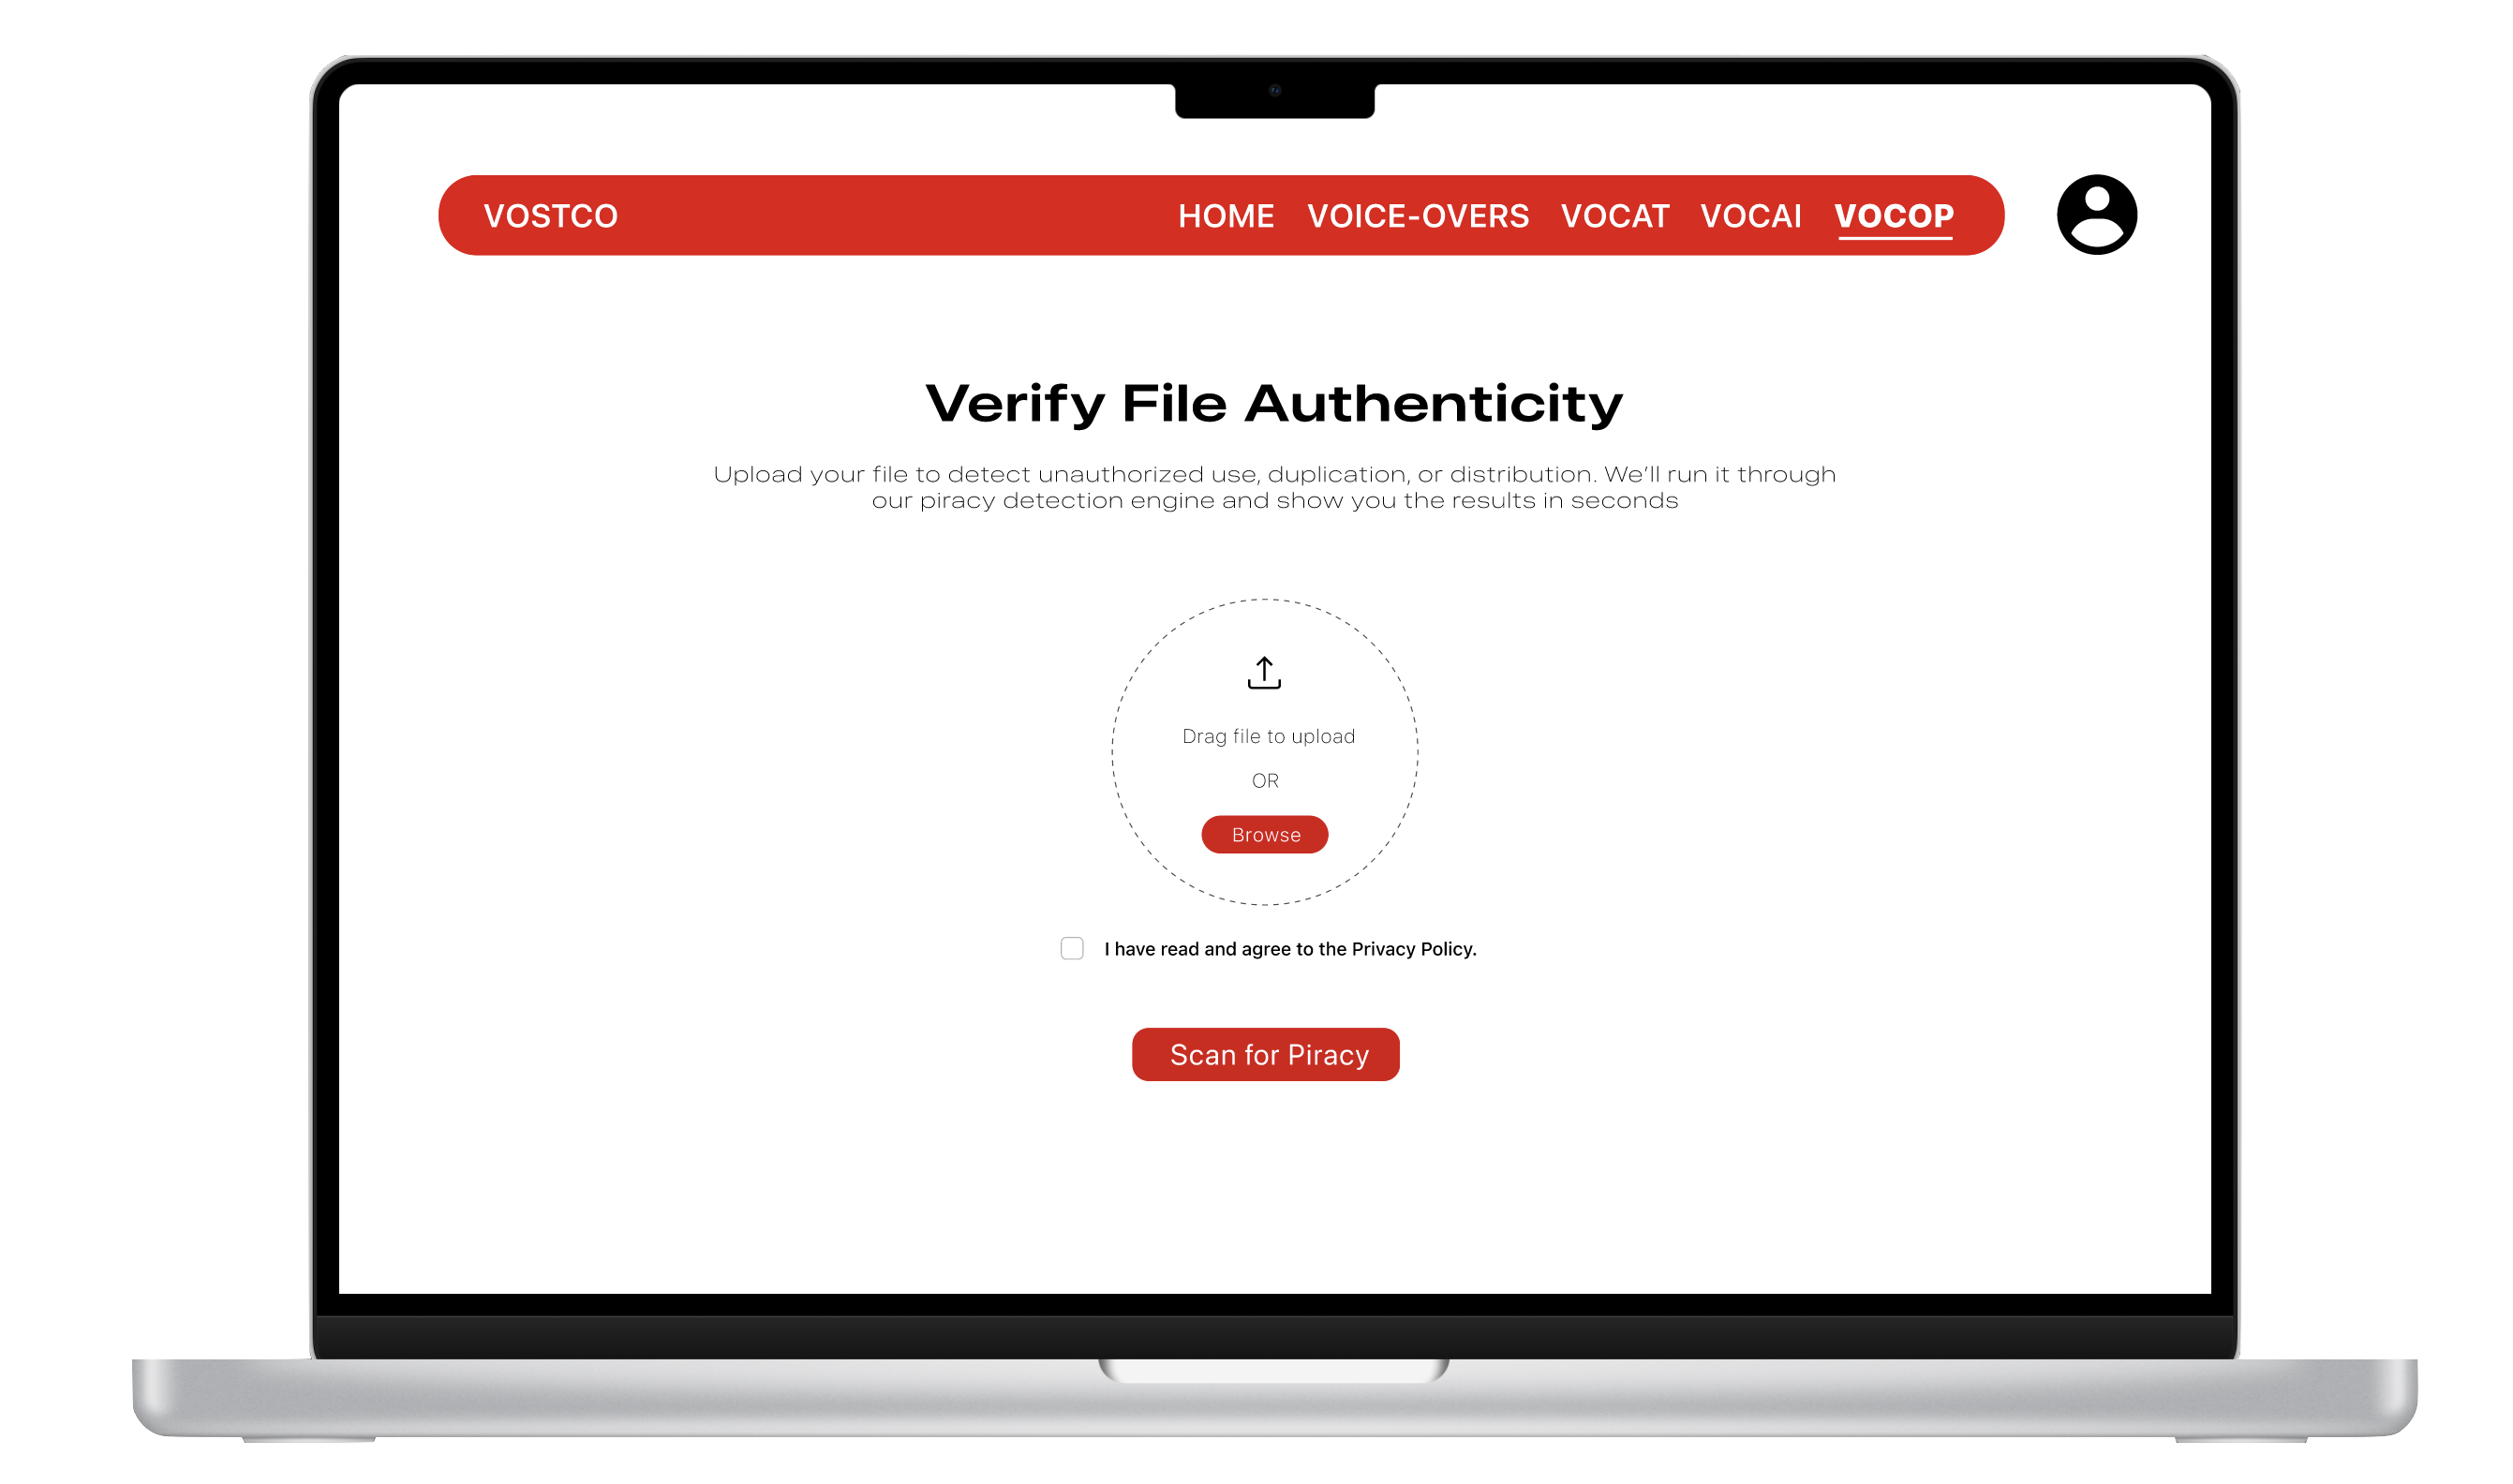 VOSTCO HOME VOICE-OVERS VOCAT VOCAI VOCOP
Verify File Authenticity
Upload your file to detect unauthorized use, duplication, or distribution. We’ll run it through
our piracy detection engine and show you the results in seconds
Drag file to upload
OR
Browse
I have read and agree to the Privacy Policy.
Scan for Piracy